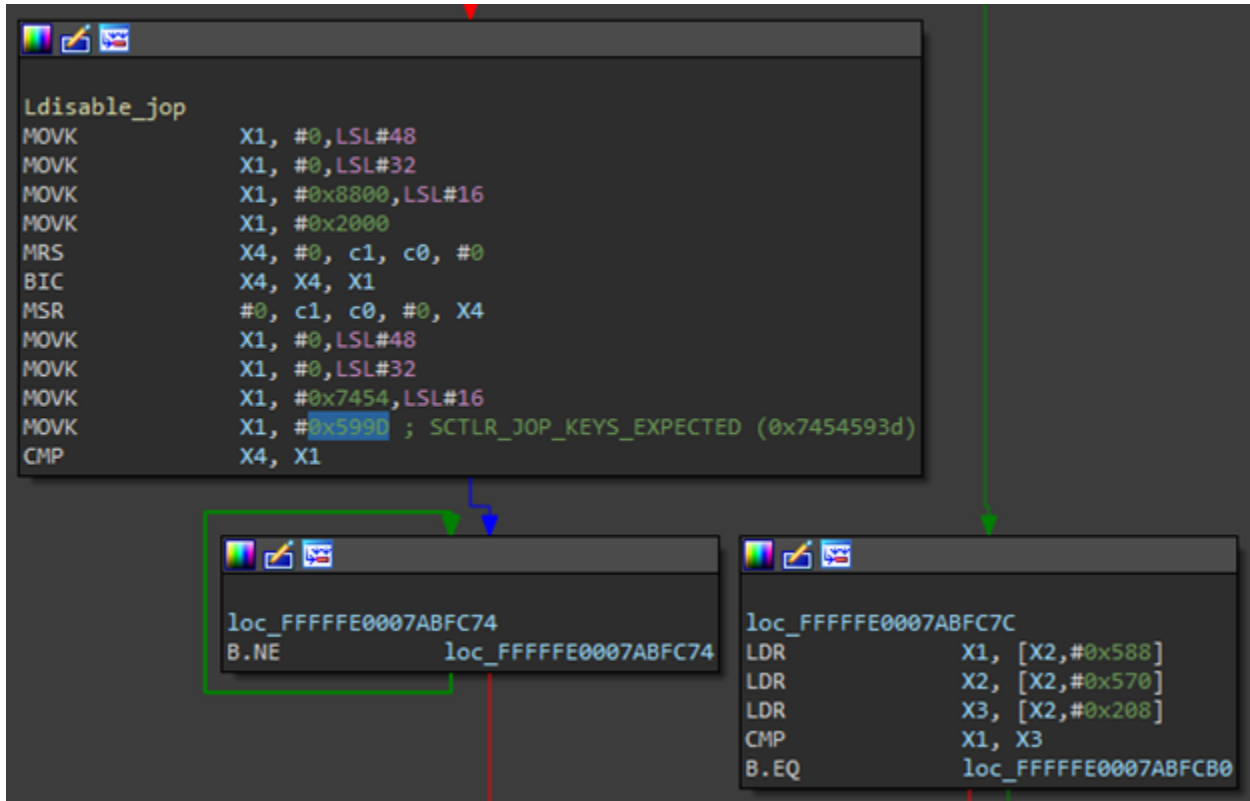 Ldisable_jop
MOVK X1, #0,LSL#48
MOVK X1, #0,LSL#32
MOVK X1, #0x8800,LSL#16
MOVK X1, #0x2000
MRS X4, #0, c1, c0, #0
BIC X4, X4, X1
MSR #0, c1, c0, #0, X4
MOVK X1, #0,LSL#48
MOVK X1, #0,LSL#32
MOVK X1, #0x7454,LSL#16
MOVK X1, #0x599D ; SCTLR_JOP_KEYS_EXPECTED (0x7454593d)
CMP X4, X1
loc_FFFFFE0007ABFC74
B.NE loc_FFFFFE0007ABFC74
loc_FFFFFE0007ABFC7C
LDR X1, [X2,#0x588]
LDR X2, [X2,#0x570]
LDR X3, [X2,#0x208]
CMP X1, X3
B.EQ loc_FFFFFE0007ABFCB0